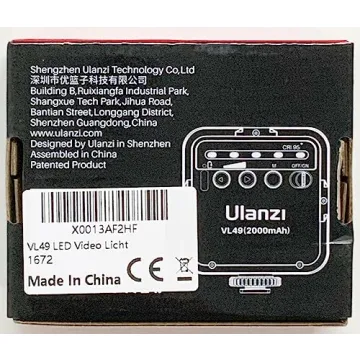 Shengzhen Ulanzi Technology Co,Ltd
深圳市优篮子科技有限公司
Building B,Ruixiangfa Industrial Park,
Shangxue Tech Park,Jihua Road,
Bantian Street,Longgang District,
Shenzhen Guangdong,China
www.ulanzi.com
Designed by Ulanzi in Shenzhen
Assembled in China
Patented Product
CRI 95+
M OFF/ON
Ulanzi
VL49(2000mAh)
X0013AF2HF
VL49 LED Video Licht
1672
Made In China CE